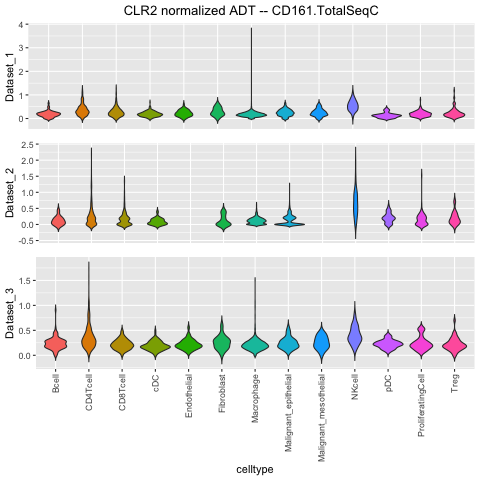 CLR2 normalized ADT -- CD161.TotalSeqC
Dataset_1
4
3
2
1
0
Dataset_2
2.5
2.0
1.5
1.0
0.5
0.0
-0.5
Dataset_3
1.5
1.0
0.5
0.0
Bcell
CD4Tcell
CD8Tcell
cDC
Endothelial
Fibroblast
Macrophage
Malignant_epithelial
Malignant_mesothelial
NKcell
pDC
ProliferatingCell
Treg
celltype